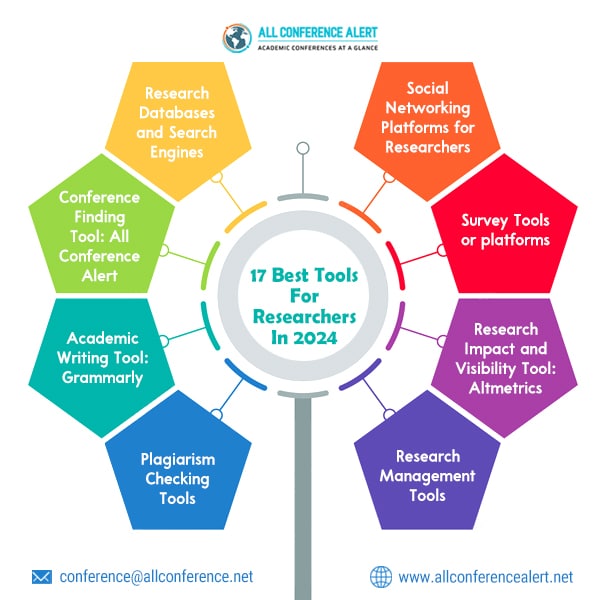 ALL CONFERENCE ALERT
ACADEMIC CONFERENCES AT A GLANCE
Research
Databases
and Search
Engines
Social
Networking
Platforms for
Researchers
Conference
Finding
Tool: All
Conference
Alert
Survey Tools
or platforms
17 Best Tools
For
Researchers
In 2024
Academic
Writing Tool:
Grammarly
Research
Impact and
Visibility Tool:
Altmetrics
Plagiarism
Checking
Tools
Research
Management
Tools
conference@allconference.net
www.allconferencealert.net